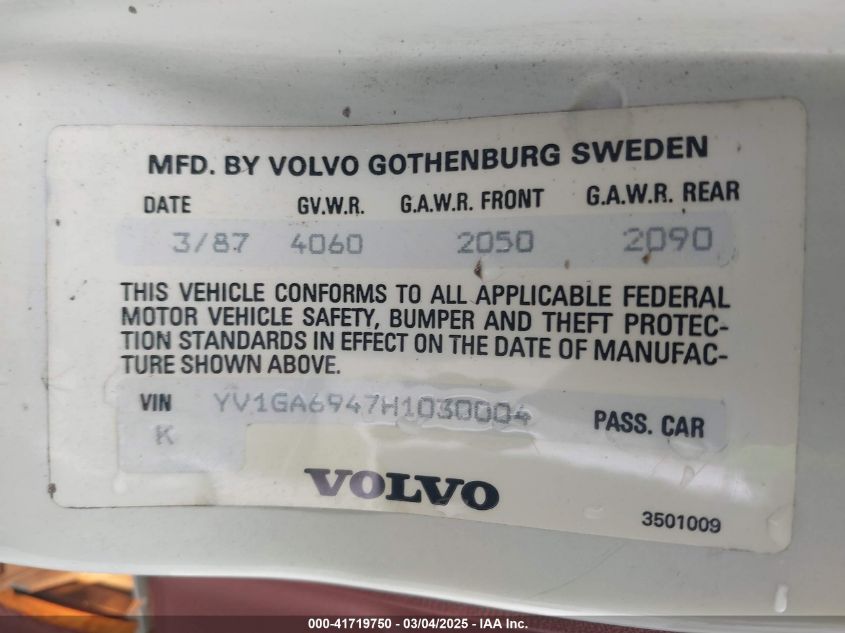 MFD. BY VOLVO GOTHENBURG SWEDEN
DATE G.V.W.R. G.A.W.R. FRONT G.A.W.R. REAR
3/87 4060 2050 2090
THIS VEHICLE CONFORMS TO ALL APPLICABLE FEDERAL
MOTOR VEHICLE SAFETY, BUMPER AND THEFT PROTEC-
TION STANDARDS IN EFFECT ON THE DATE OF MANUFAC-
TURE SHOWN ABOVE.
VIN YV1GA6947H1030004 PASS. CAR
K
VOLVO
3501009
000-41719750 - 03/04/2025 - IAA Inc.